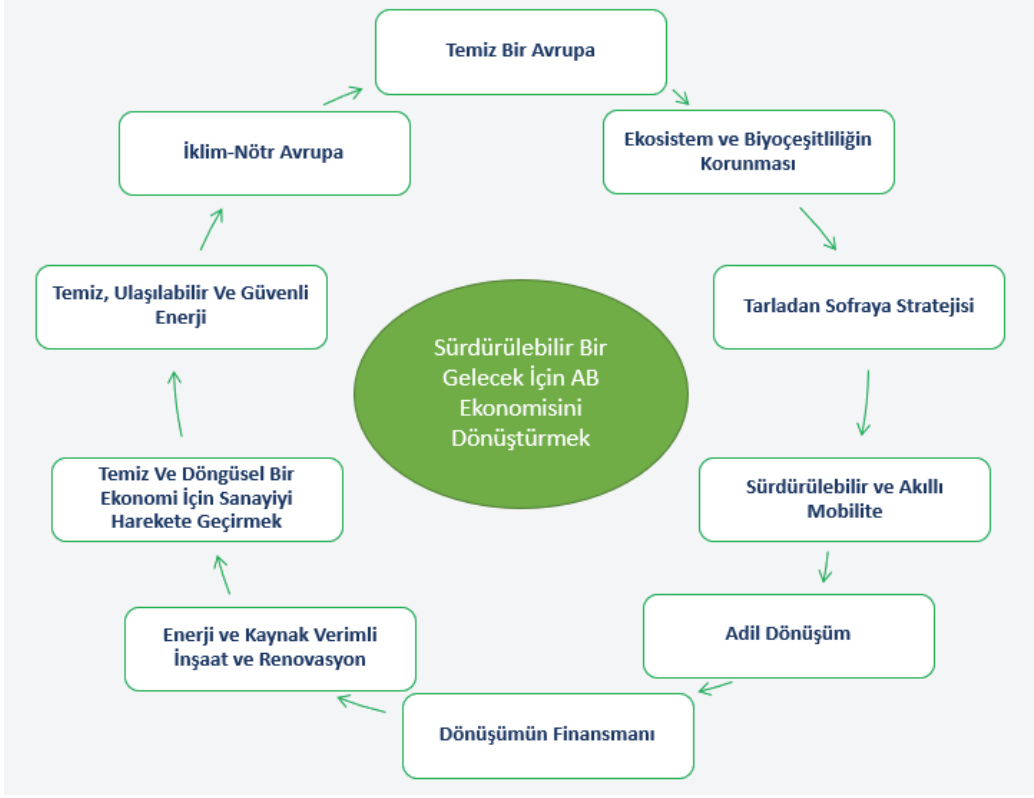 Temiz Bir Avrupa
Ekosistem ve Biyoçeşitliliğin
Korunması
Tarladan Sofraya Stratejisi
Sürdürülebilir ve Akıllı
Mobilite
Adil Dönüşüm
Dönüşümün Finansmanı
Enerji ve Kaynak Verimli
İnşaat ve Renovasyon
Temiz Ve Döngüsel Bir
Ekonomi İçin Sanayiyi
Harekete Geçirmek
Temiz, Ulaşılabilir Ve Güvenli
Enerji
İklim-Nötr Avrupa
Sürdürülebilir Bir
Gelecek İçin AB
Ekonomisini
Dönüştürmek